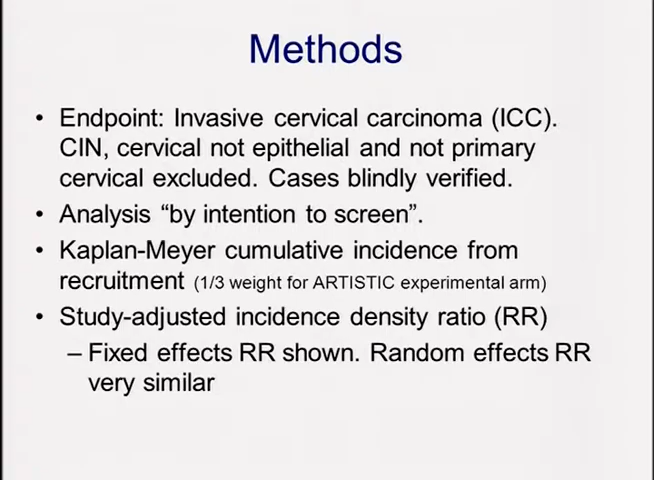 Methods
• Endpoint: Invasive cervical carcinoma (ICC).
CIN, cervical not epithelial and not primary
cervical excluded. Cases blindly verified.
• Analysis “by intention to screen”.
• Kaplan-Meyer cumulative incidence from
recruitment (1/3 weight for ARTISTIC experimental arm)
• Study-adjusted incidence density ratio (RR)
– Fixed effects RR shown. Random effects RR
very similar